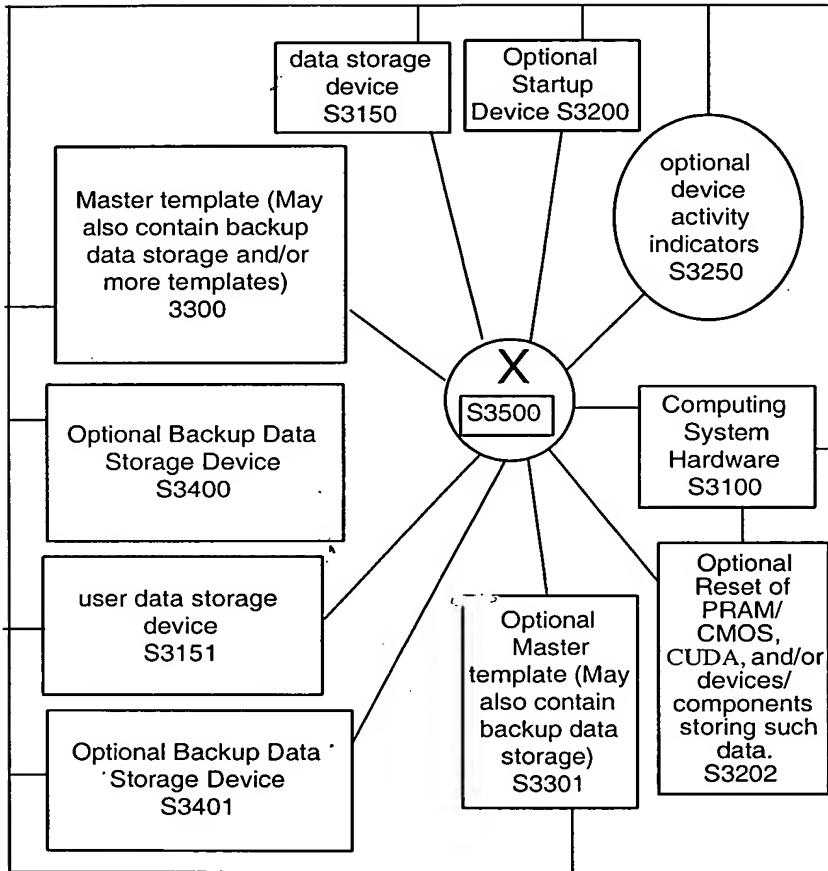 data storage
device
S3150
Optional
Startup
Device S3200
optional
device
activity
indicators
S3250
Master template (May
also contain backup
data storage and/or
more templates)
3300
X
S3500
Computing
System
Hardware
S3100
Optional Backup Data
Storage Device
S3400
user data storage
device
S3151
Optional
Master
template (May
also contain
backup data
storage)
S3301
Optional
Reset of
PRAM/
CMOS,
CUDA, and/or
devices/
components
storing such
data.
S3202
Optional Backup Data
Storage Device
S3401